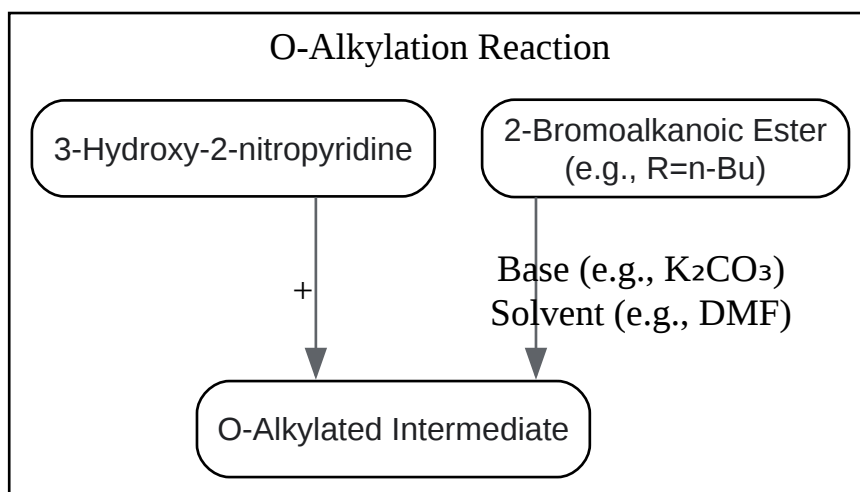 O-Alkylation Reaction
3-Hydroxy-2-nitropyridine
2-Bromoalkanoic Ester
(e.g., R=n-Bu)
+
Base (e.g., K₂CO₃)
Solvent (e.g., DMF)
O-Alkylated Intermediate